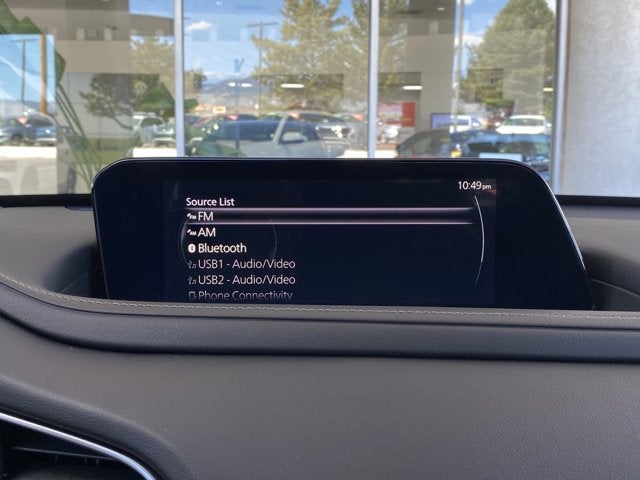 10:49pm
Source List
FM
AM
Bluetooth
USB1 - Audio/Video
USB2 - Audio/Video
Phone Connectivity